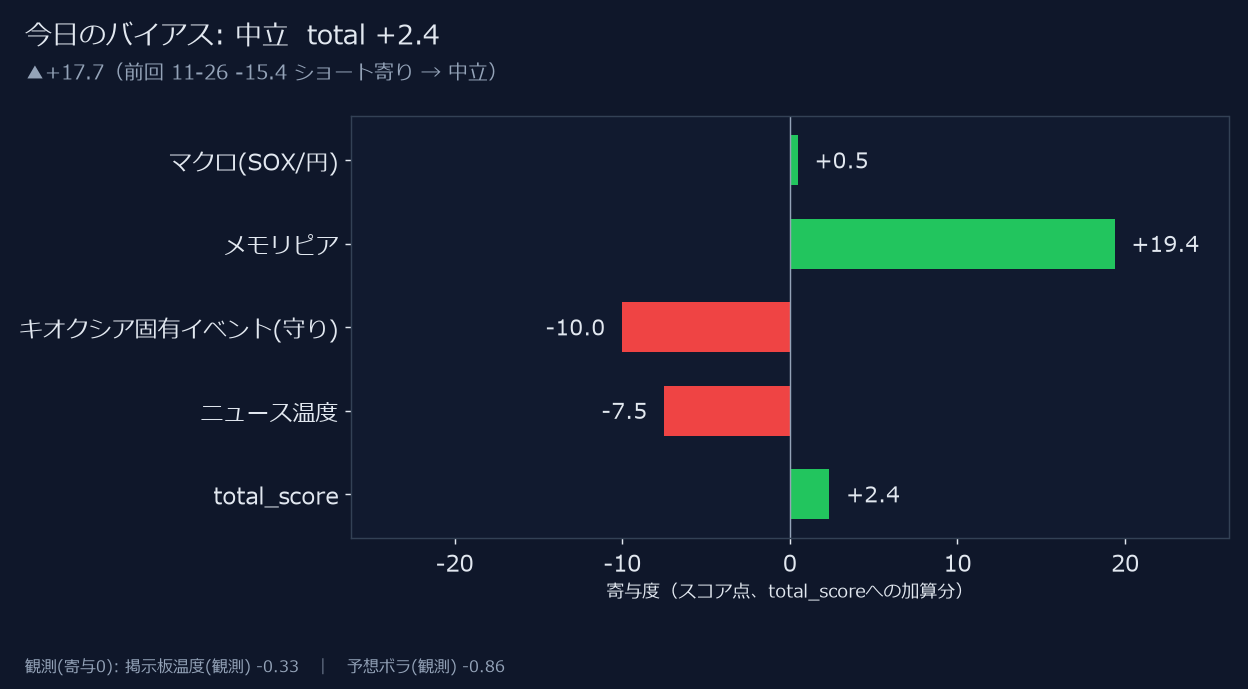 今日のバイアス: 中立  total +2.4
▲+17.7（前回 11-26 -15.4 ショート寄り → 中立）
マクロ(SOX/円)
+0.5
メモリピア
+19.4
キオクシア固有イベント(守り)
-10.0
ニュース温度
-7.5
total_score
+2.4
-20
-10
0
10
20
寄与度（スコア点、total_scoreへの加算分）
観測(寄与0): 掲示板温度(観測) -0.33 ｜ 予想ボラ(観測) -0.86